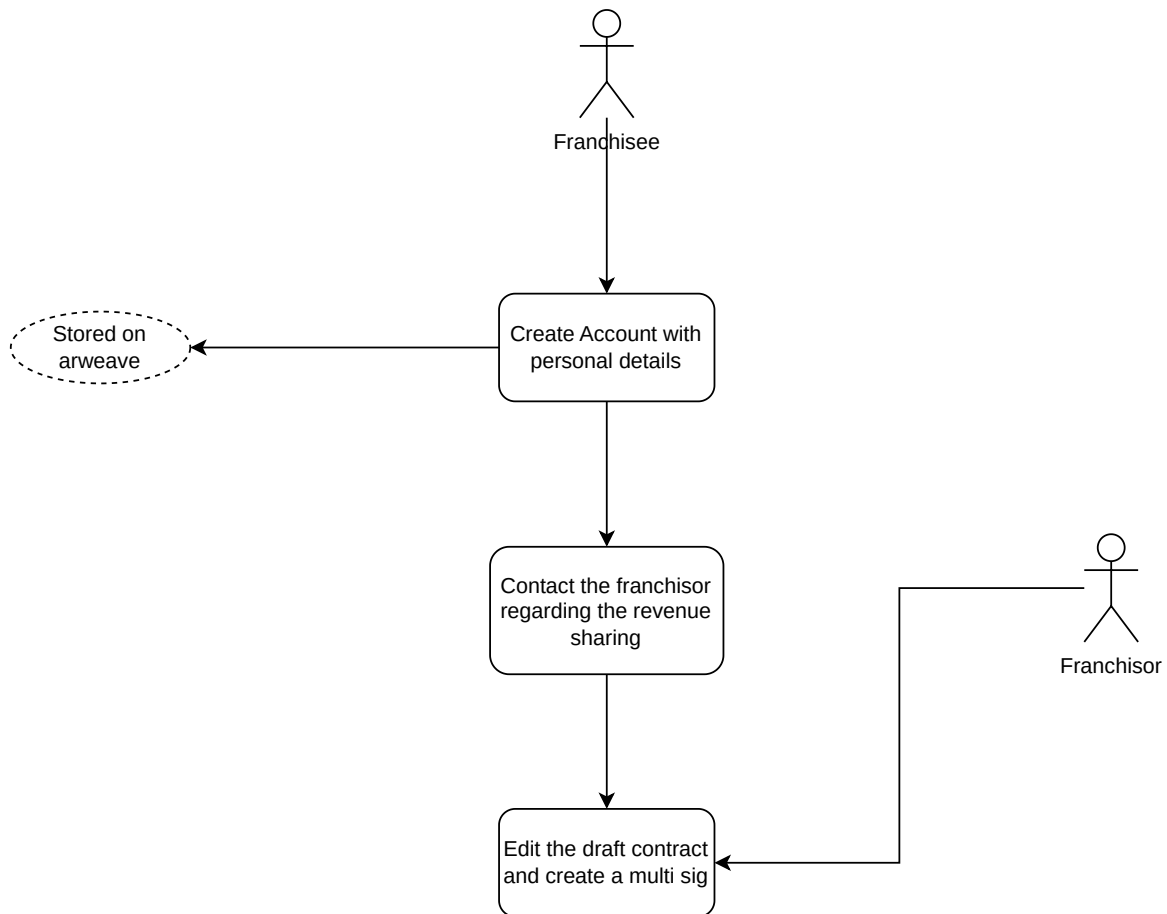 Franchisee
Stored on
arweave
Create Account with
personal details
Contact the franchisor
regarding the revenue
sharing
Franchisor
Edit the draft contract
and create a multi sig